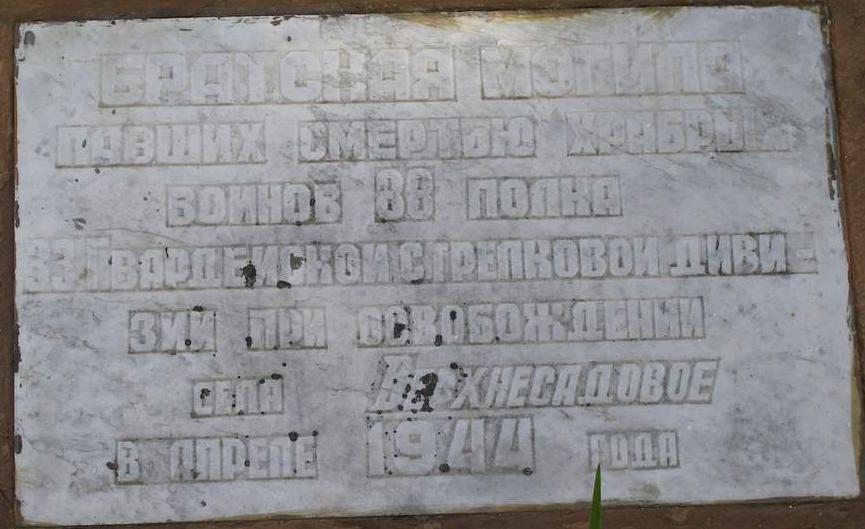 БРАТСКАЯ МОГИЛА
ПАВШИХ СМЕРТЬЮ ХРАБРЫХ
ВОИНОВ 88 ПОЛКА
33 ГВАРДЕЙСКОЙ СТРЕЛКОВОЙ ДИВИ-
ЗИИ ПРИ ОСВОБОЖДЕНИИ
СЕЛА ВЕРХНЕСАДОВОЕ
В АПРЕЛЕ 1944 ГОДА